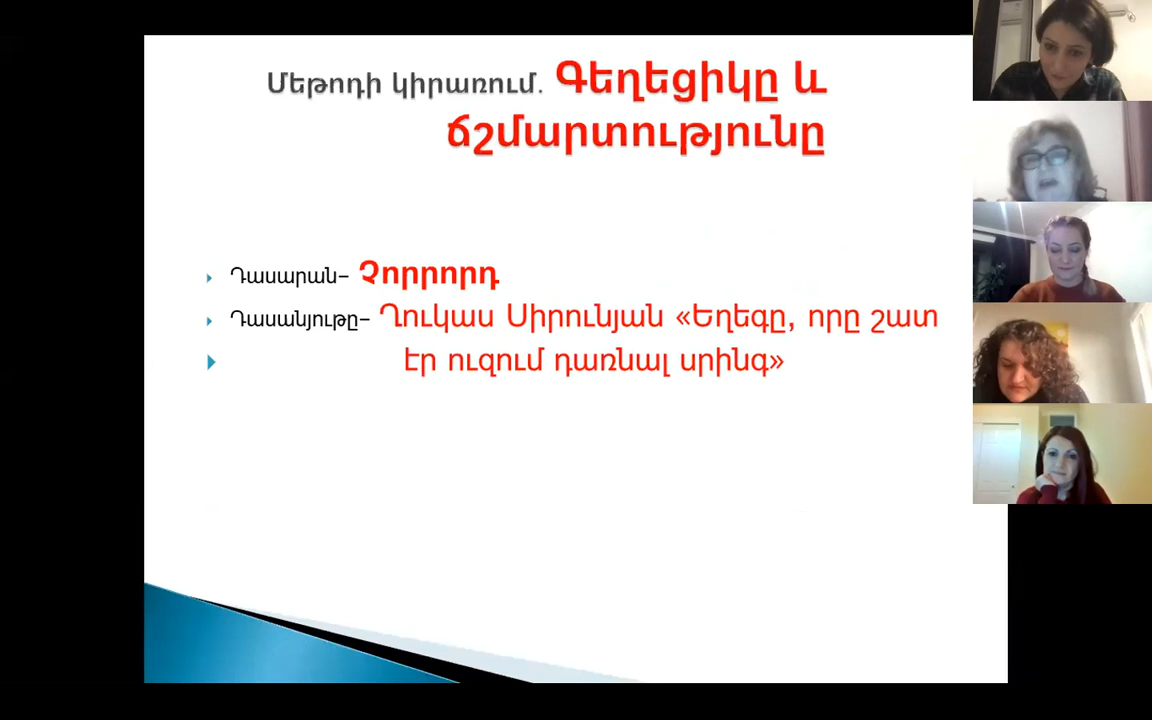 Մեթոդի կիրառում. Գեղեցիկը և
ճշմարտությունը
Դասարան– Չորրորդ
Դասանյութը– Ղուկաս Սիրունյան «Եղեգը, որը շատ
էր ուզում դառնալ սրինգ»